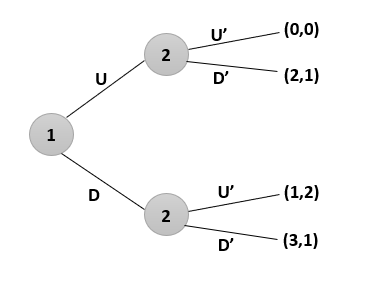 U’
(0,0)
2
U
D’
(2,1)
1
D
U’
(1,2)
2
D’
(3,1)